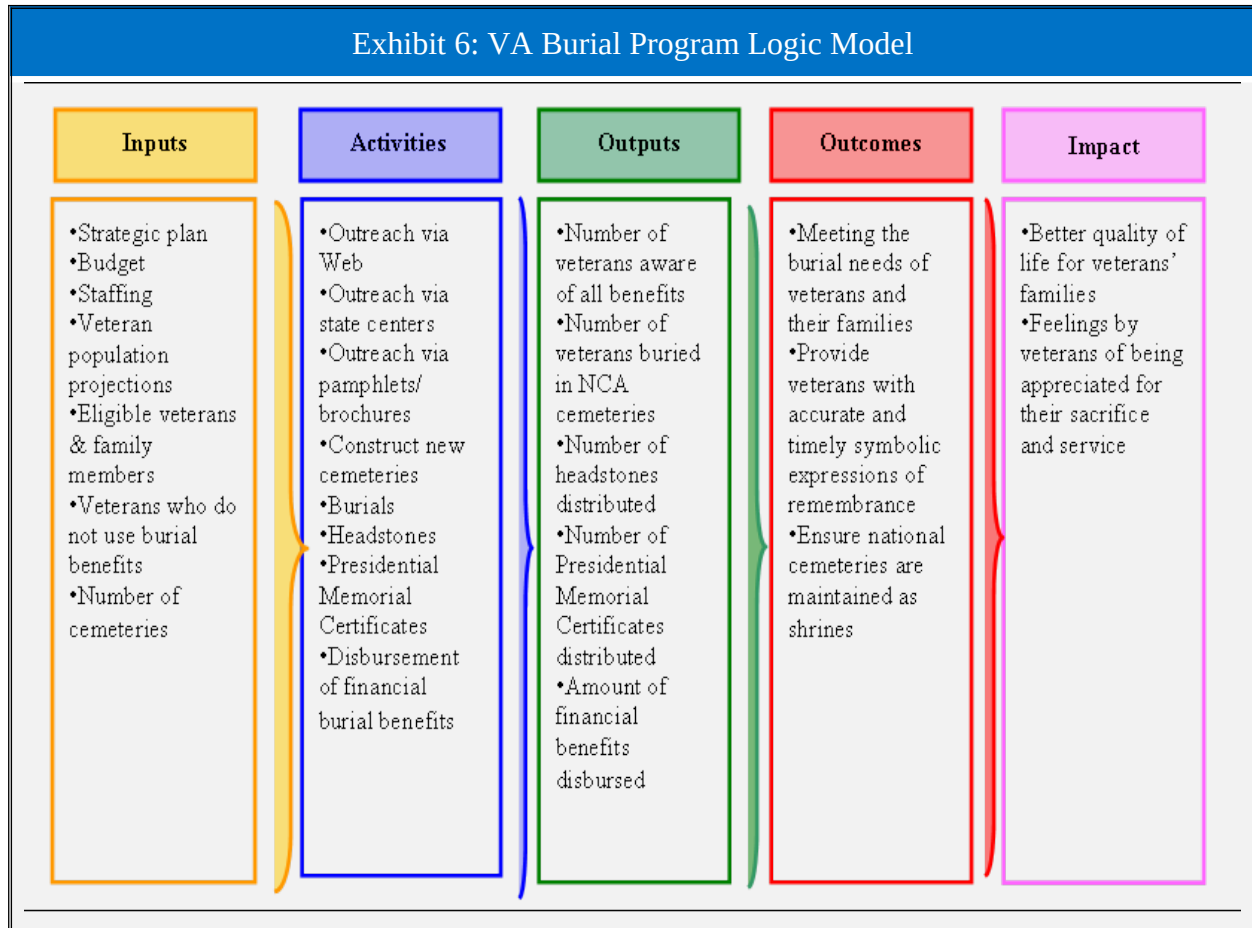 Exhibit 6: VA Burial Program Logic Model
Inputs
•Strategic plan
•Budget
•Staffing
•Veteran
population
projections
•Eligible veterans
& family
members
•Veterans who do
not use burial
benefits
•Number of
cemeteries
Activities
•Outreach via
Web
•Outreach via
state centers
•Outreach via
pamphlets/
brochures
•Construct new
cemeteries
•Burials
•Headstones
•Presidential
Memorial
Certificates
•Disbursement
of financial
burial benefits
Outputs
•Number of
veterans aware
of all benefits
•Number of
veterans buried
in NCA
cemeteries
•Number of
headstones
distributed
•Number of
Presidential
Memorial
Certificates
distributed
•Amount of
financial
benefits
disbursed
Outcomes
•Meeting the
burial needs of
veterans and
their families
•Provide
veterans with
accurate and
timely symbolic
expressions of
remembrance
•Ensure national
cemeteries are
maintained as
shrines
Impact
•Better quality of
life for veterans’
families
•Feelings by
veterans of being
appreciated for
their sacrifice
and service